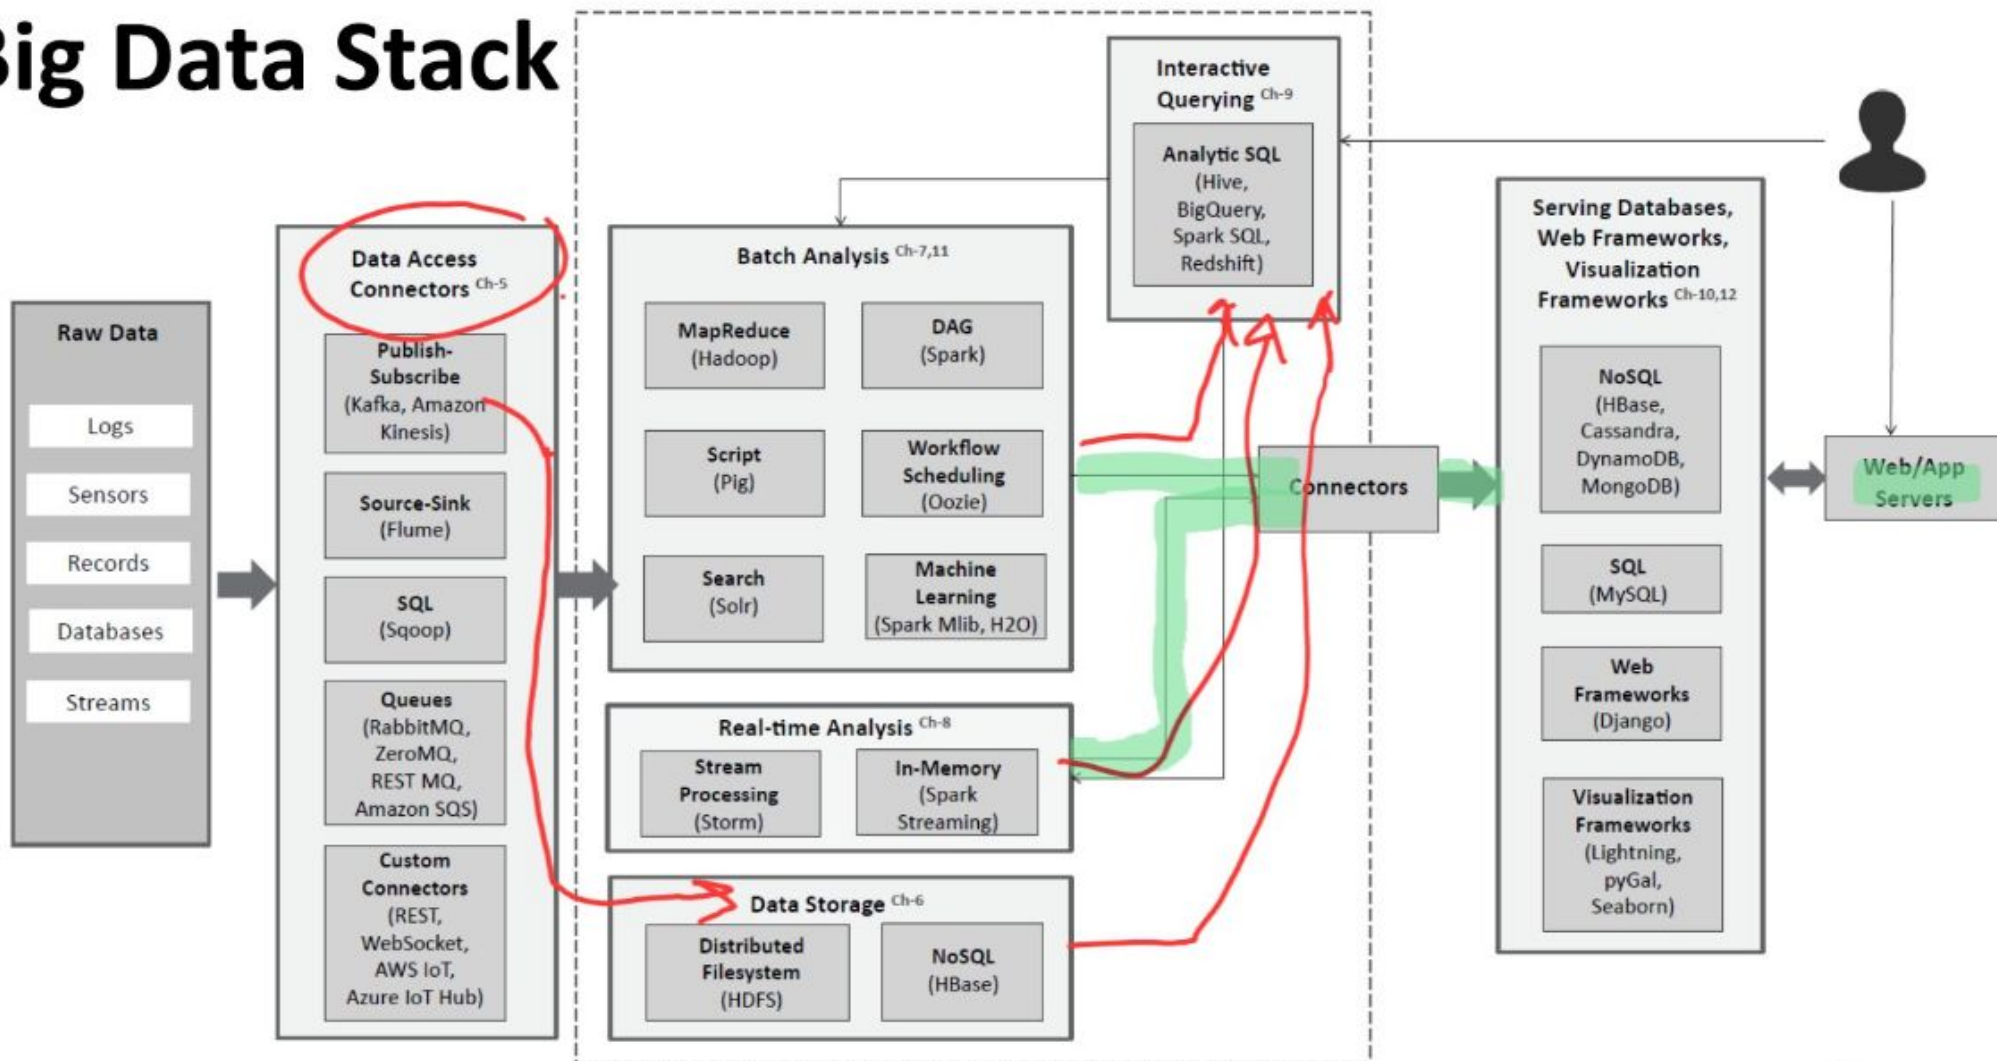 Big Data Stack
Raw Data
Logs
Sensors
Records
Databases
Streams
Data Access
Connectors Ch-5
Publish-
Subscribe
(Kafka, Amazon
Kinesis)
Source-Sink
(Flume)
SQL
(Sqoop)
Queues
(RabbitMQ,
ZeroMQ,
REST MQ,
Amazon SQS)
Custom
Connectors
(REST,
WebSocket,
AWS IoT,
Azure IoT Hub)
Batch Analysis Ch-7,11
MapReduce
(Hadoop)
DAG
(Spark)
Script
(Pig)
Workflow
Scheduling
(Oozie)
Search
(Solr)
Machine
Learning
(Spark Mlib, H2O)
Real-time Analysis Ch-8
Stream
Processing
(Storm)
In-Memory
(Spark
Streaming)
Data Storage Ch-6
Distributed
Filesystem
(HDFS)
NoSQL
(HBase)
Interactive
Querying Ch-9
Analytic SQL
(Hive,
BigQuery,
Spark SQL,
Redshift)
Connectors
Serving Databases,
Web Frameworks,
Visualization
Frameworks Ch-10,12
NoSQL
(HBase,
Cassandra,
DynamoDB,
MongoDB)
SQL
(MySQL)
Web
Frameworks
(Django)
Visualization
Frameworks
(Lightning,
pyGal,
Seaborn)
Web/App
Servers